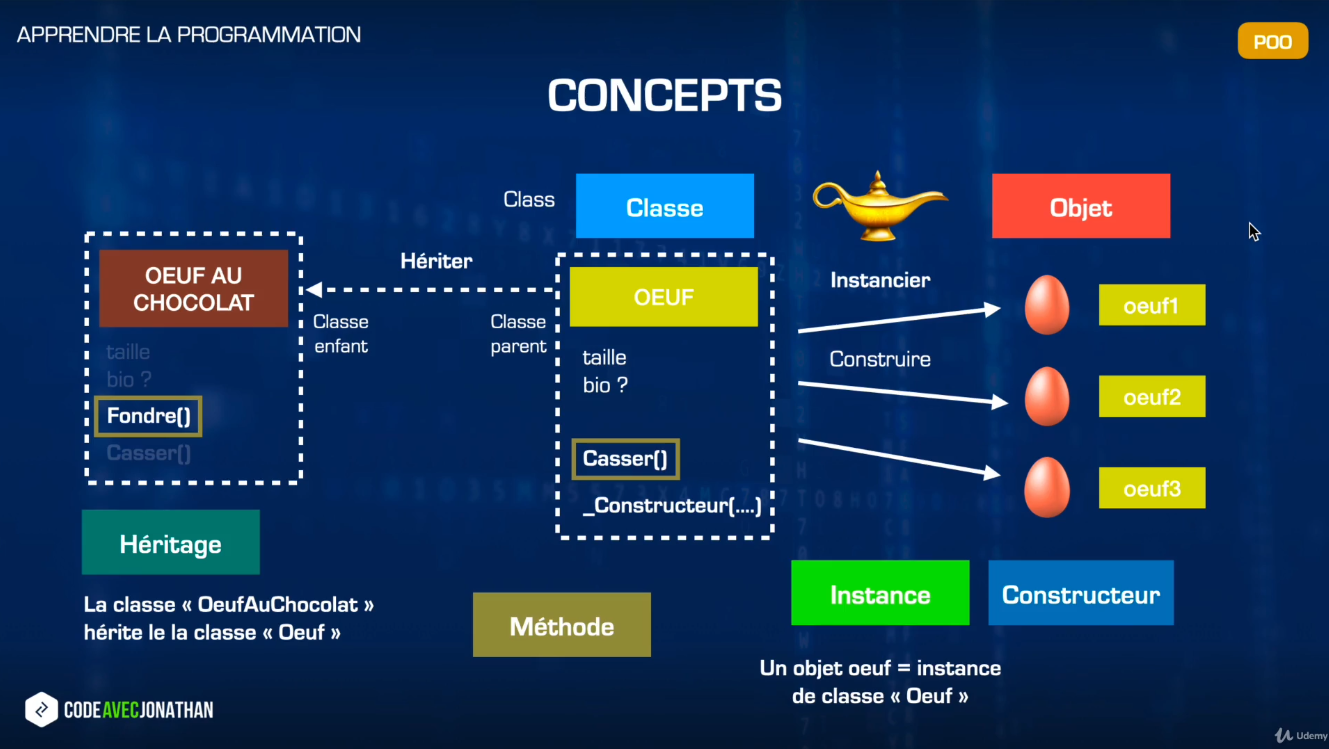 APPRENDRE LA PROGRAMMATION
POO
CONCEPTS
Class
Classe
Objet
OEUF AU
CHOCOLAT
Hériter
OEUF
Instancier
oeuf1
Classe
enfant
Classe
parent
taille
bio ?
Fondre()
Casser()
taille
bio ?
Casser()
_Constructeur(....)
Construire
oeuf2
oeuf3
Héritage
La classe « OeufAuChocolat »
hérite le la classe « Oeuf »
Méthode
Instance
Constructeur
Un objet oeuf = instance
de classe « Oeuf »
CODEAVECJONATHAN
Udemy